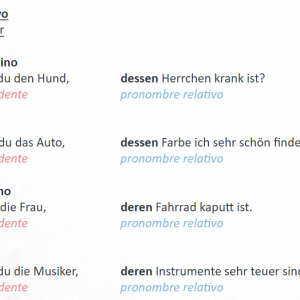 vo
r
ino
du den Hund, dessen Herrchen krank ist?
dente pronombre relativo
du das Auto, dessen Farbe ich sehr schön finde
dente pronombre relativo
no
die Frau, deren Fahrrad kaputt ist.
dente pronombre relativo
du die Musiker, deren Instrumente sehr teuer sind
dente pronombre relativo